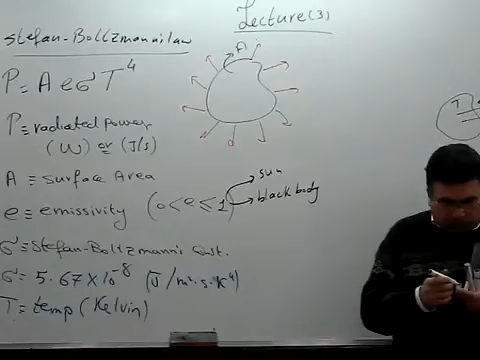 Lecture(3)
Stefan-Boltzmann's law
P = A e σ T⁴
A
P ≡ radiated power
(W) or (J/s)
A ≡ surface Area
e ≡ emissivity (0 < e ≤ 1)
sun
black body
σ ≡ Stefan-Boltzmann's Const.
σ = 5.67 × 10⁻⁸ (J/m².s.K⁴)
T ≡ temp (Kelvin)
T